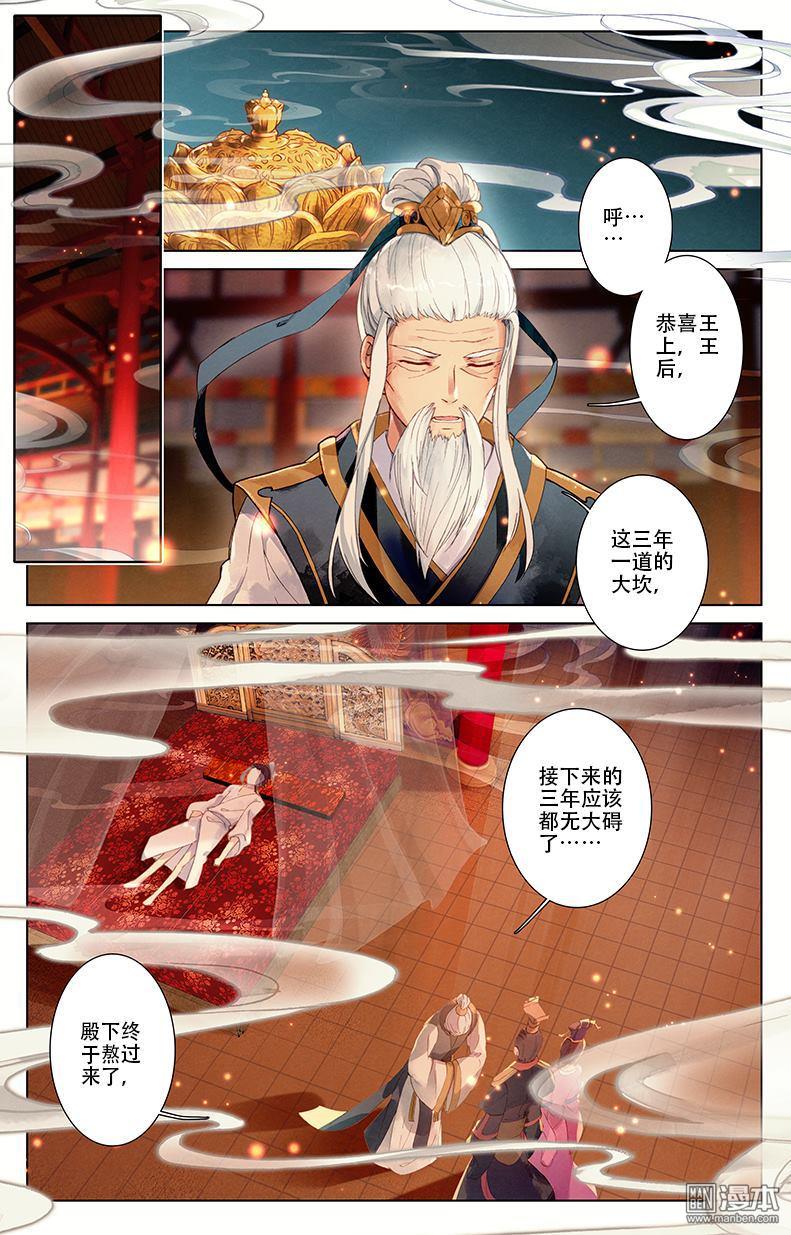 呼……
……
恭喜王
上，王
后，
这三年
一道的
大坎，
殿下终
于熬过
来了，
接下来的
三年应该
都无大碍
了……
MAN
BEN
漫本
www.manben.com